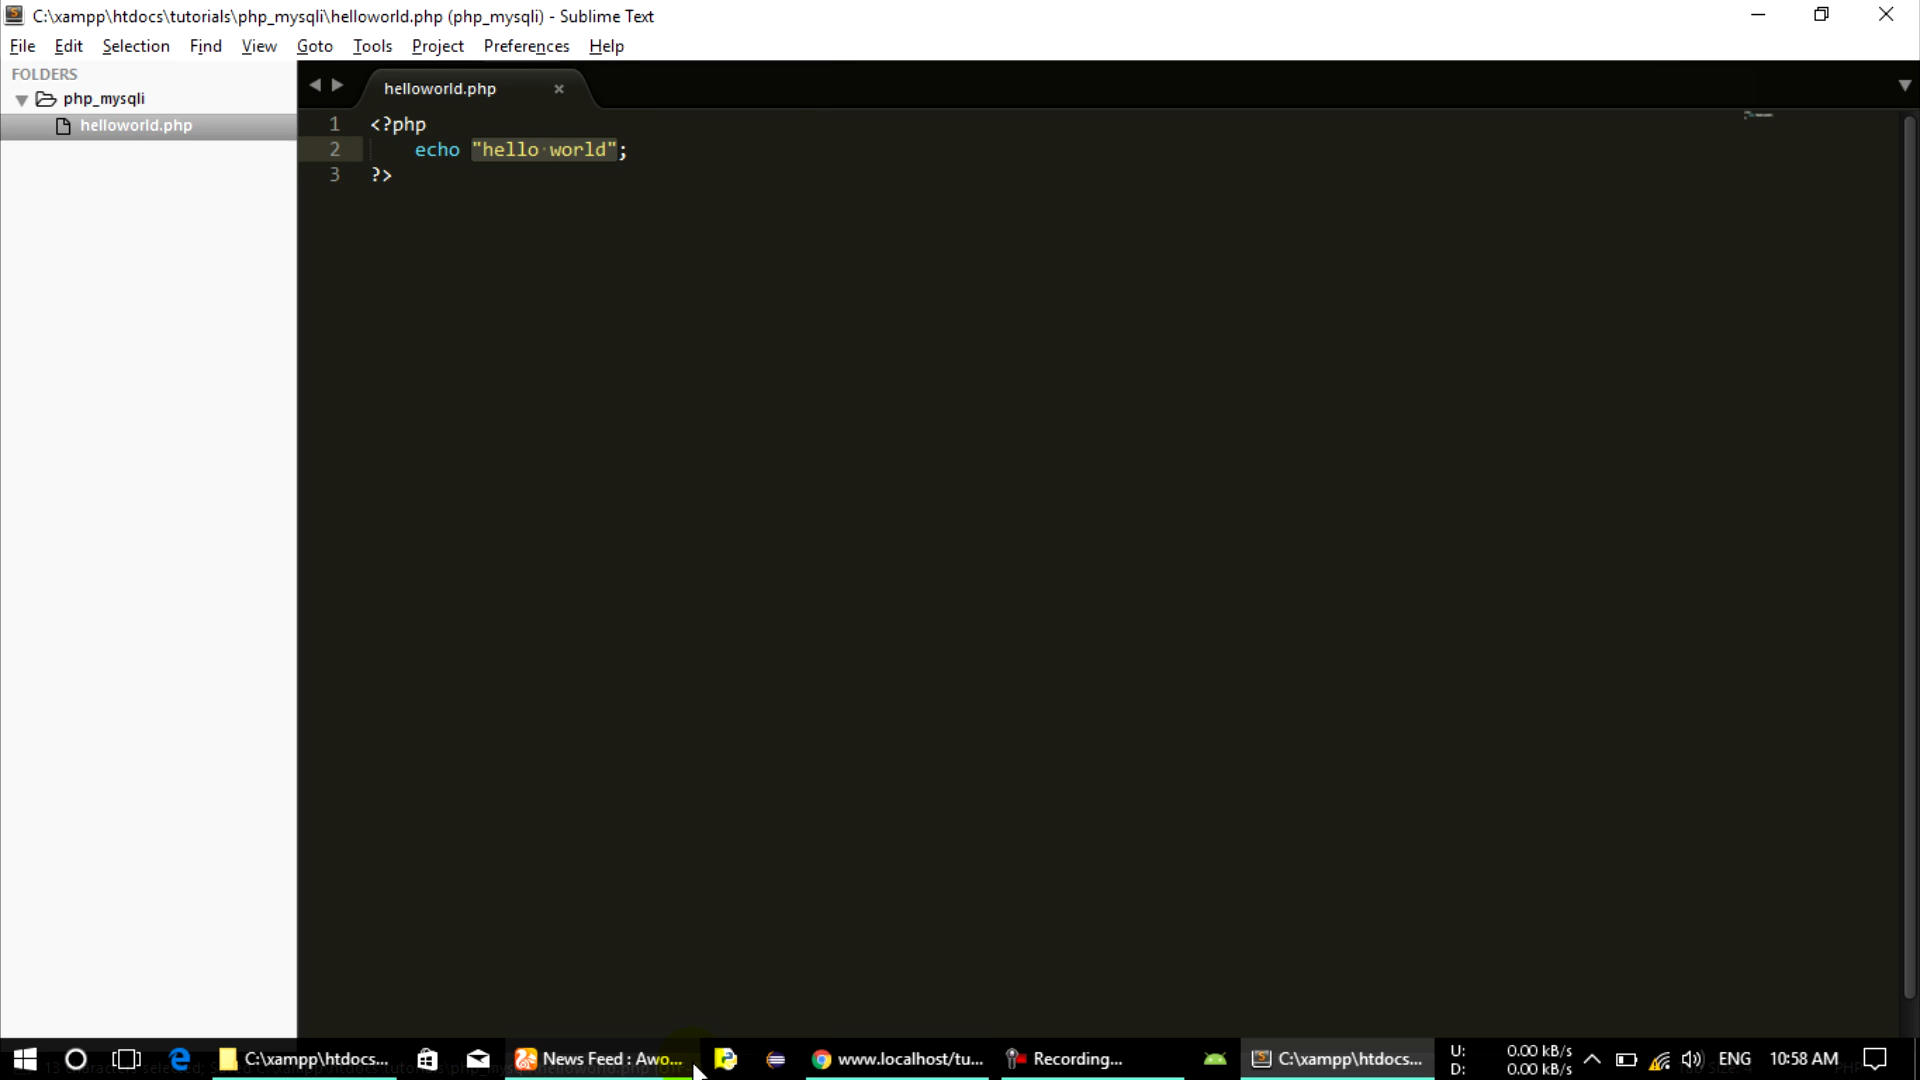 C:\xampp\htdocs\tutorials\php_mysqli\helloworld.php (php_mysqli) - Sublime Text
File Edit Selection Find View Goto Tools Project Preferences Help
FOLDERS
php_mysqli
helloworld.php
helloworld.php
1 <?php
2 echo "hello world";
3 ?>
C:\xampp\htdocs...
News Feed : Awo...
www.localhost/tu...
Recording...
C:\xampp\htdocs...
U: 0.00 kB/s
D: 0.00 kB/s
ENG
10:58 AM